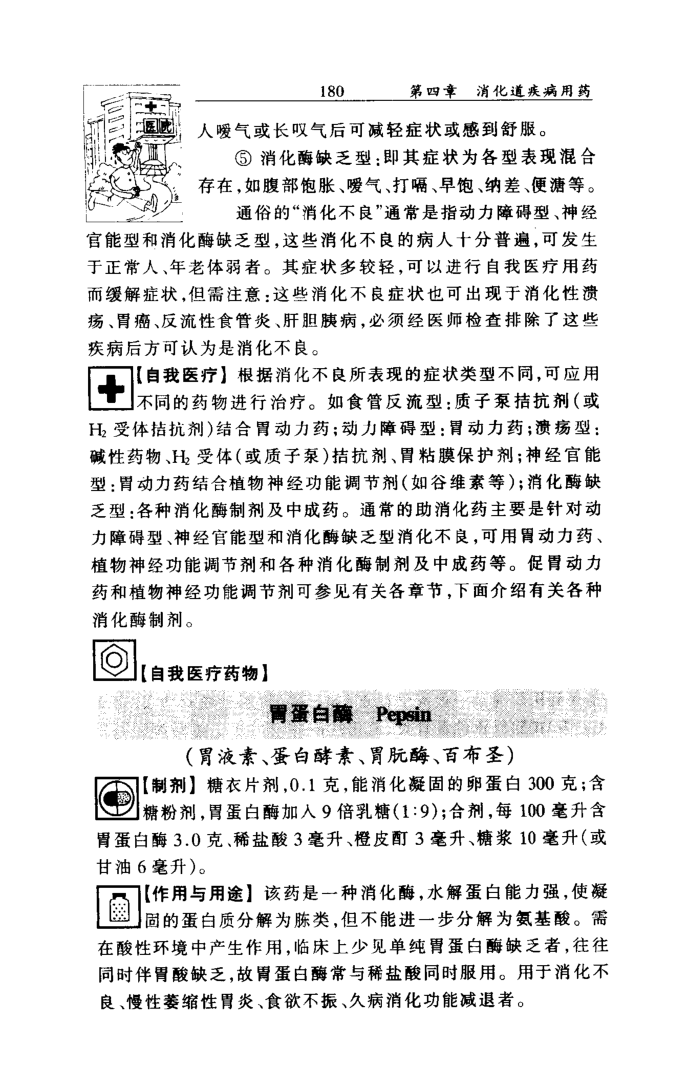 180 第四章 消化道疾病用药
人嗳气或长叹气后可减轻症状或感到舒服。
⑤ 消化酶缺乏型:即其症状为各型表现混合
存在,如腹部饱胀、嗳气、打嗝、早饱、纳差、便溏等。
通俗的“消化不良”通常是指动力障碍型、神经
官能型和消化酶缺乏型,这些消化不良的病人十分普遍,可发生
于正常人、年老体弱者。其症状多较轻,可以进行自我医疗用药
而缓解症状,但需注意:这些消化不良症状也可出现于消化性溃
疡、胃癌、反流性食管炎、肝胆胰病,必须经医师检查排除了这些
疾病后方可认为是消化不良。
【自我医疗】根据消化不良所表现的症状类型不同,可应用
不同的药物进行治疗。如食管反流型:质子泵拮抗剂(或
H₂ 受体拮抗剂)结合胃动力药;动力障碍型:胃动力药;溃疡型:
碱性药物、H₂ 受体(或质子泵)拮抗剂、胃粘膜保护剂;神经官能
型:胃动力药结合植物神经功能调节剂(如谷维素等);消化酶缺
乏型:各种消化酶制剂及中成药。通常的助消化药主要是针对动
力障碍型、神经官能型和消化酶缺乏型消化不良,可用胃动力药、
植物神经功能调节剂和各种消化酶制剂及中成药等。促胃动力
药和植物神经功能调节剂可参见有关各章节,下面介绍有关各种
消化酶制剂。
【自我医疗药物】
胃蛋白酶 Pepsin
(胃液素、蛋白酵素、胃朊酶、百布圣)
【制剂】糖衣片剂,0.1 克,能消化凝固的卵蛋白 300 克;含
糖粉剂,胃蛋白酶加入 9 倍乳糖(1:9);合剂,每 100 毫升含
胃蛋白酶 3.0 克、稀盐酸 3 毫升、橙皮酊 3 毫升、糖浆 10 毫升(或
甘油 6 毫升)。
【作用与用途】该药是一种消化酶,水解蛋白能力强,使凝
固的蛋白质分解为胨类,但不能进一步分解为氨基酸。需
在酸性环境中产生作用,临床上少见单纯胃蛋白酶缺乏者,往往
同时伴胃酸缺乏,故胃蛋白酶常与稀盐酸同时服用。用于消化不
良、慢性萎缩性胃炎、食欲不振、久病消化功能减退者。